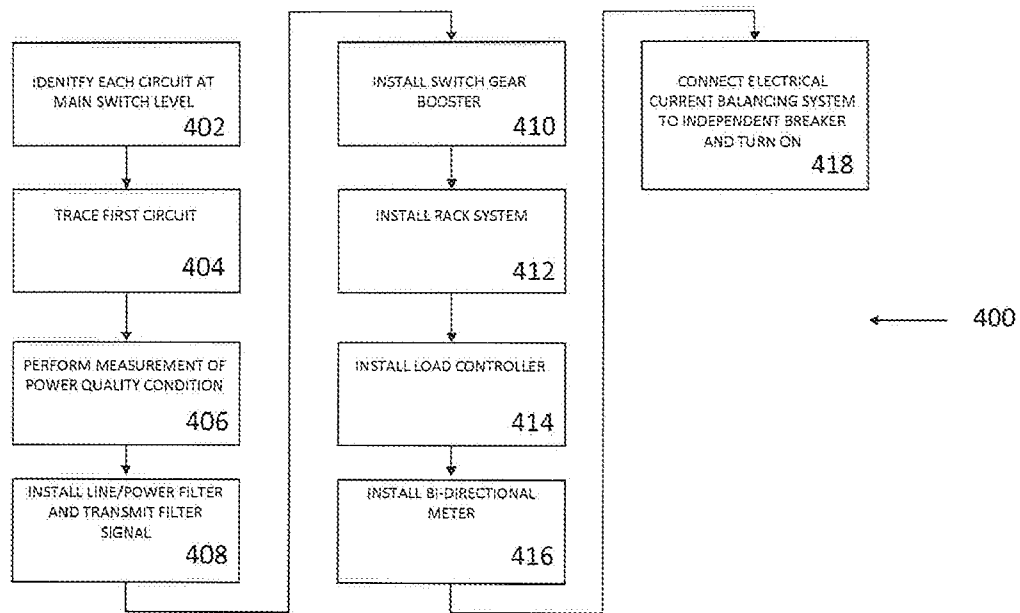 IDENITFY EACH CIRCUIT AT
MAIN SWITCH LEVEL
402
TRACE FIRST CIRCUIT
404
PERFORM MEASUREMENT OF
POWER QUALITY CONDITION
406
INSTALL LINE/POWER FILTER
AND TRANSMIT FILTER
SIGNAL
408
INSTALL SWITCH GEAR
BOOSTER
410
INSTALL RACK SYSTEM
412
INSTALL LOAD CONTROLLER
414
INSTALL BI-DIRECTIONAL
METER
416
CONNECT ELECTRICAL
CURRENT BALANCING SYSTEM
TO INDEPENDENT BREAKER
AND TURN ON
418
400